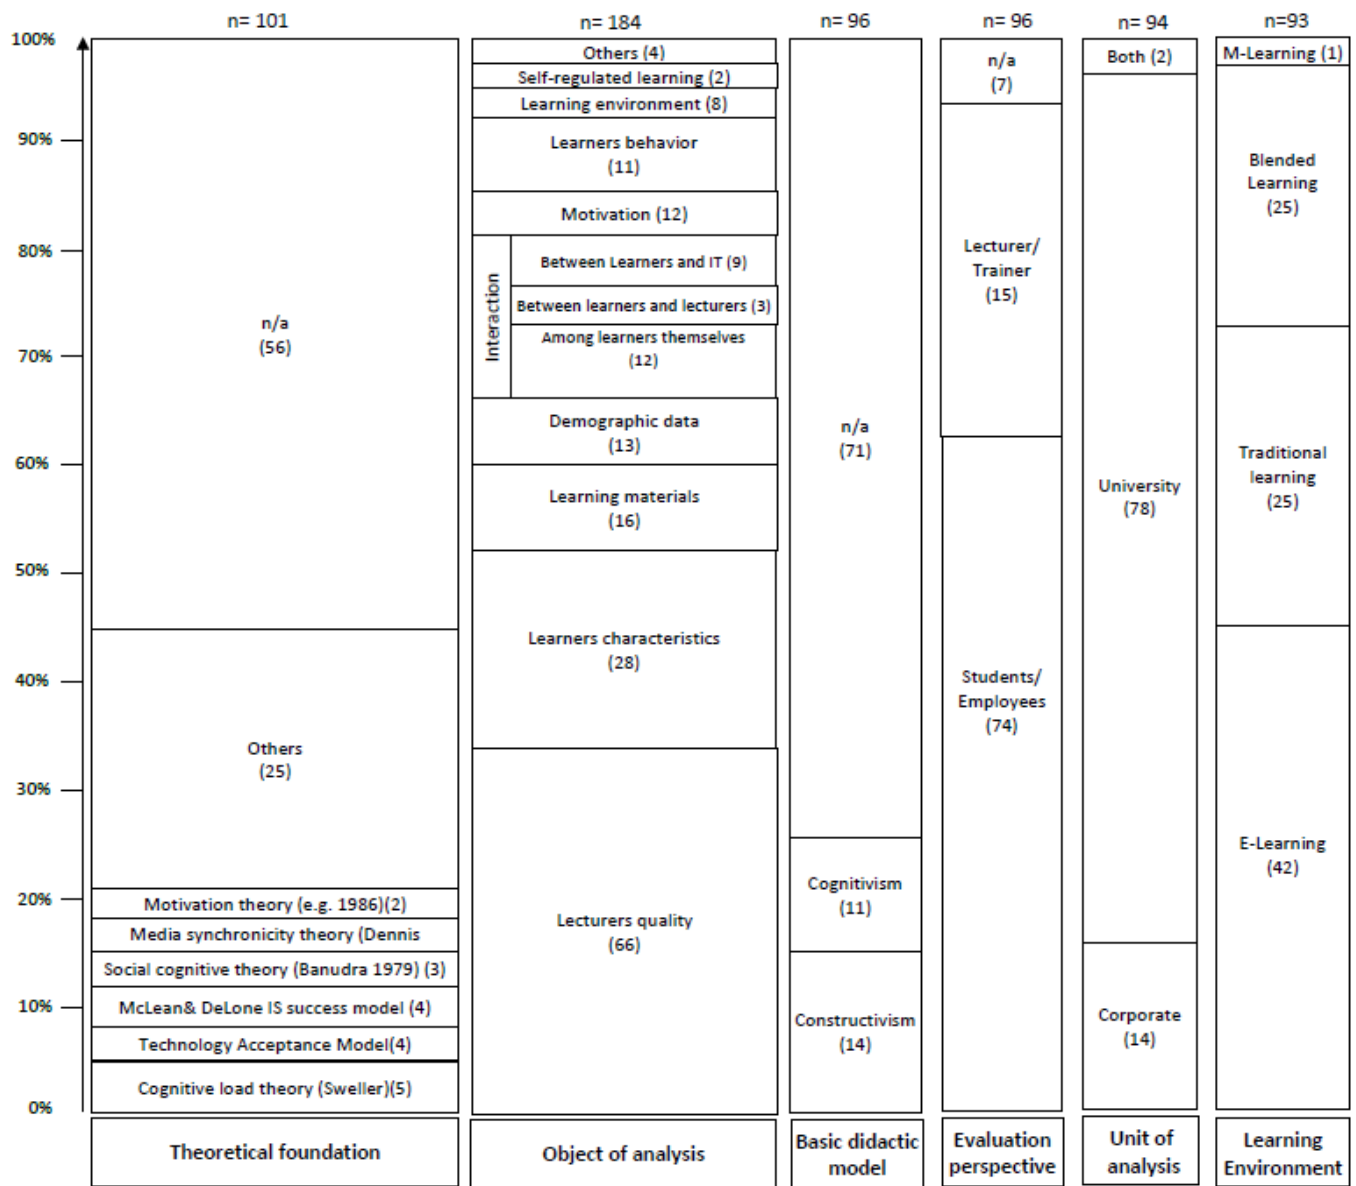 n= 101
n= 184
n= 96
n= 96
n= 94
n=93
100%
90%
80%
70%
60%
50%
40%
30%
20%
10%
0%
n/a
(56)
Others
(25)
Motivation theory (e.g. 1986)(2)
Media synchronicity theory (Dennis
Social cognitive theory (Banudra 1979) (3)
McLean& DeLone IS success model (4)
Technology Acceptance Model(4)
Cognitive load theory (Sweller)(5)
Theoretical foundation
Others (4)
Self-regulated learning (2)
Learning environment (8)
Learners behavior
(11)
Motivation (12)
Interaction
Between Learners and IT (9)
Between learners and lecturers (3)
Among learners themselves
(12)
Demographic data
(13)
Learning materials
(16)
Learners characteristics
(28)
Lecturers quality
(66)
Object of analysis
n/a
(71)
Cognitivism
(11)
Constructivism
(14)
Basic didactic
model
n/a
(7)
Lecturer/
Trainer
(15)
Students/
Employees
(74)
Evaluation
perspective
Both (2)
University
(78)
Corporate
(14)
Unit of
analysis
M-Learning (1)
Blended
Learning
(25)
Traditional
learning
(25)
E-Learning
(42)
Learning
Environment